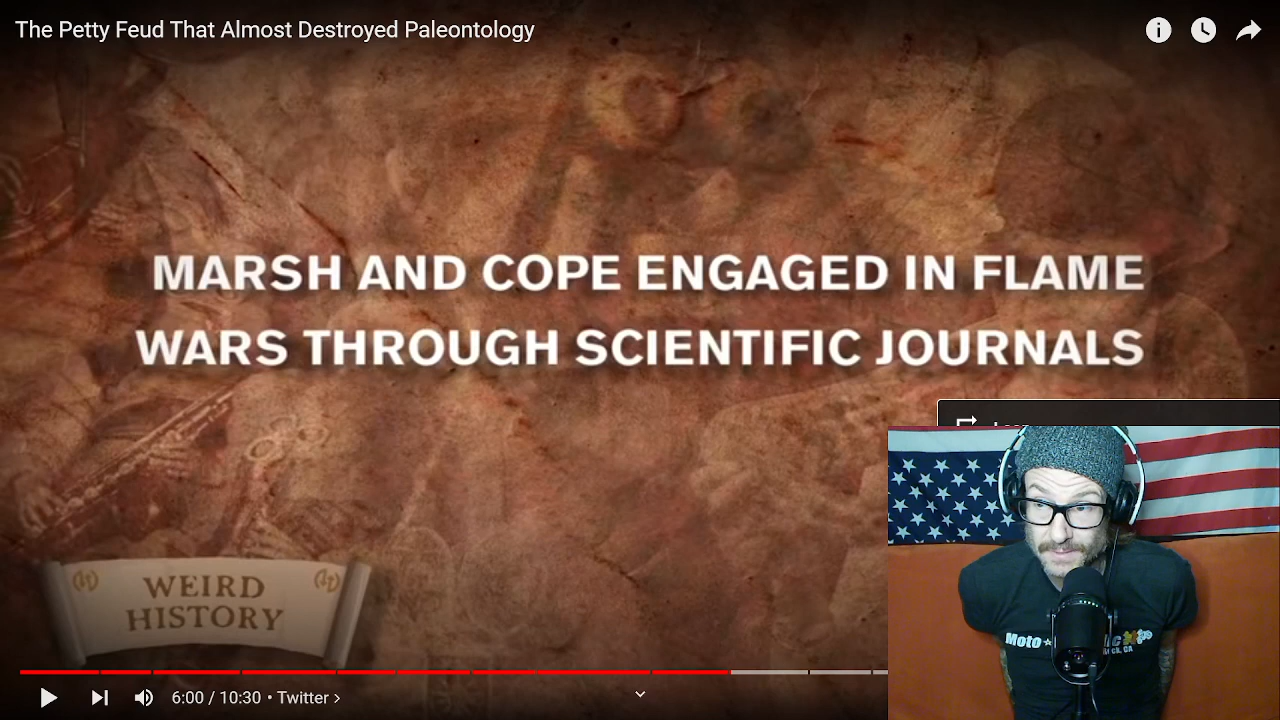 The Petty Feud That Almost Destroyed Paleontology
MARSH AND COPE ENGAGED IN FLAME
WARS THROUGH SCIENTIFIC JOURNALS
WEIRD
HISTORY
6:00 / 10:30 • Twitter ›
Moto